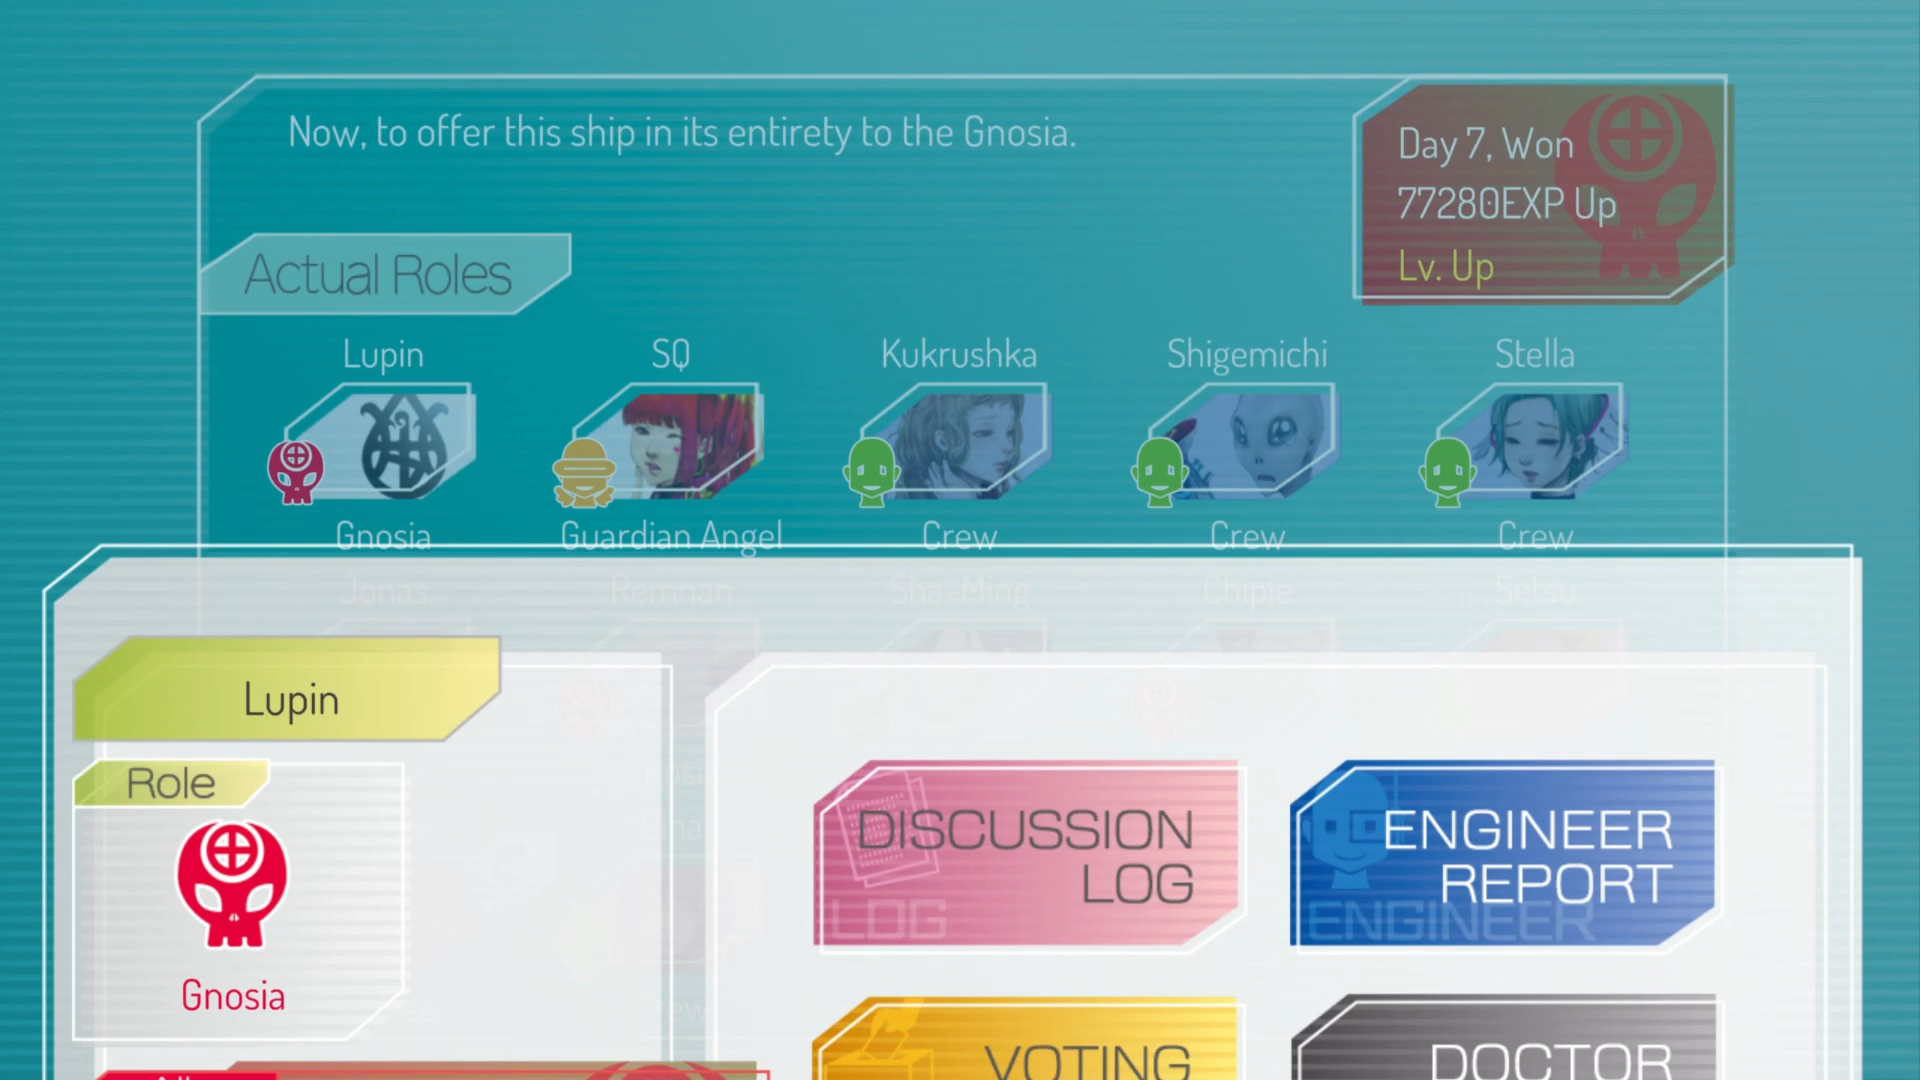 Now, to offer this ship in its entirety to the Gnosia.
Day 7, Won
77280EXP Up
Lv. Up
Actual Roles
Lupin
SQ
Kukrushka
Shigemichi
Stella
Gnosia
Guardian Angel
Crew
Crew
Crew
Jonas
Remnan
Sha-Ming
Chipie
Setsu
Lupin
Role
Gnosia
DISCUSSION
LOG
LOG
ENGINEER
REPORT
ENGINEER
VOTING
DOCTOR